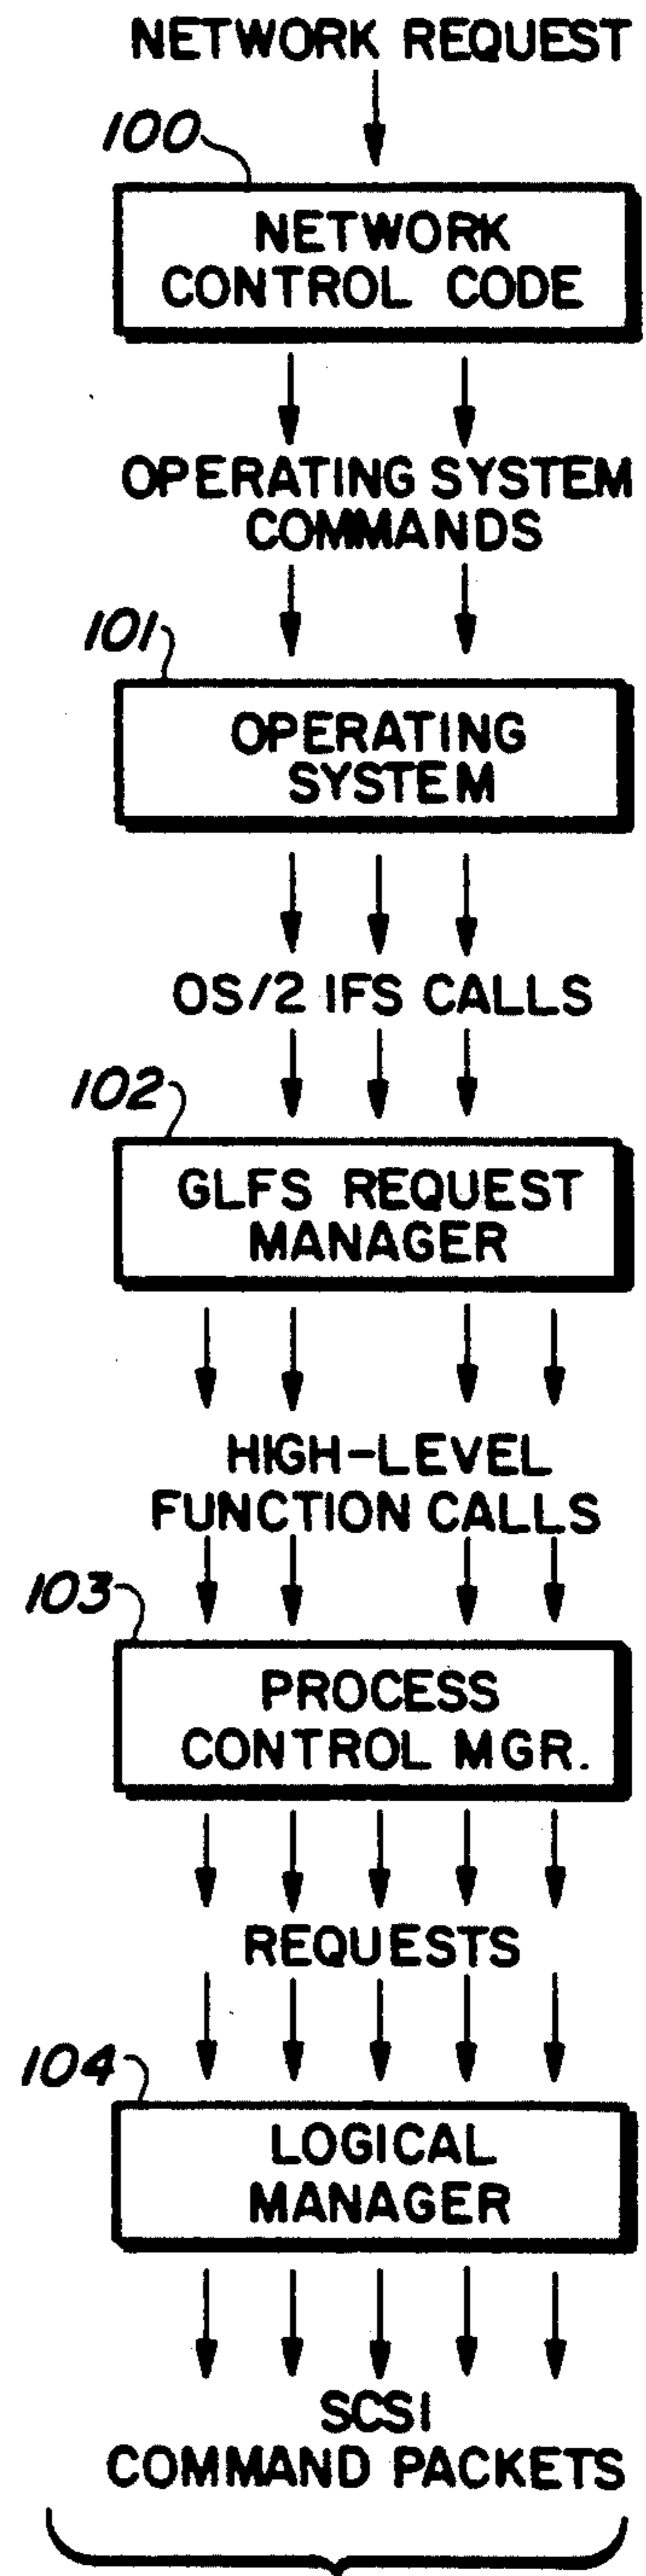 NETWORK REQUEST
100
NETWORK
CONTROL CODE
OPERATING SYSTEM
COMMANDS
101
OPERATING
SYSTEM
OS/2 IFS CALLS
102
GLFS REQUEST
MANAGER
HIGH-LEVEL
FUNCTION CALLS
103
PROCESS
CONTROL MGR.
REQUESTS
104
LOGICAL
MANAGER
SCSI
COMMAND PACKETS